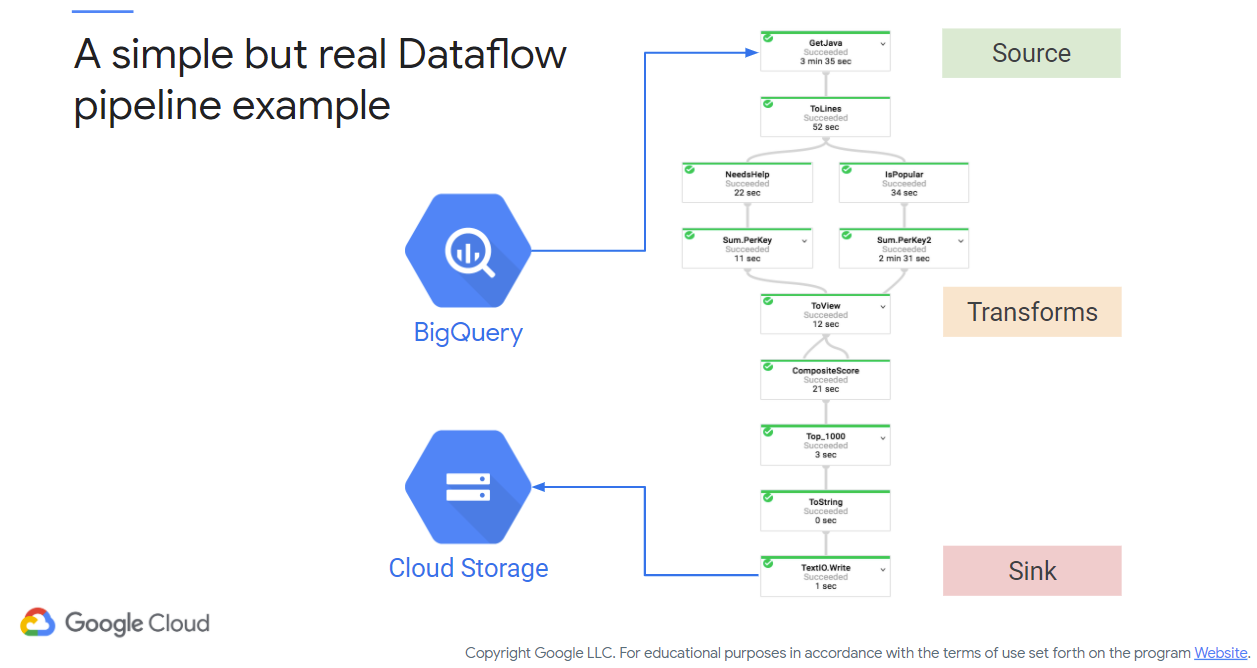 A simple but real Dataflow
pipeline example
GetJava
Succeeded
3 min 35 sec
Source
ToLines
Succeeded
52 sec
NeedsHelp
Succeeded
22 sec
IsPopular
Succeeded
34 sec
Sum.PerKey
Succeeded
11 sec
Sum.PerKey2
Succeeded
2 min 31 sec
BigQuery
ToView
Succeeded
12 sec
Transforms
CompositeScore
Succeeded
21 sec
Top_1000
Succeeded
3 sec
ToString
Succeeded
0 sec
Cloud Storage
TextIO.Write
Succeeded
1 sec
Sink
Google Cloud
Copyright Google LLC. For educational purposes in accordance with the terms of use set forth on the program Website.